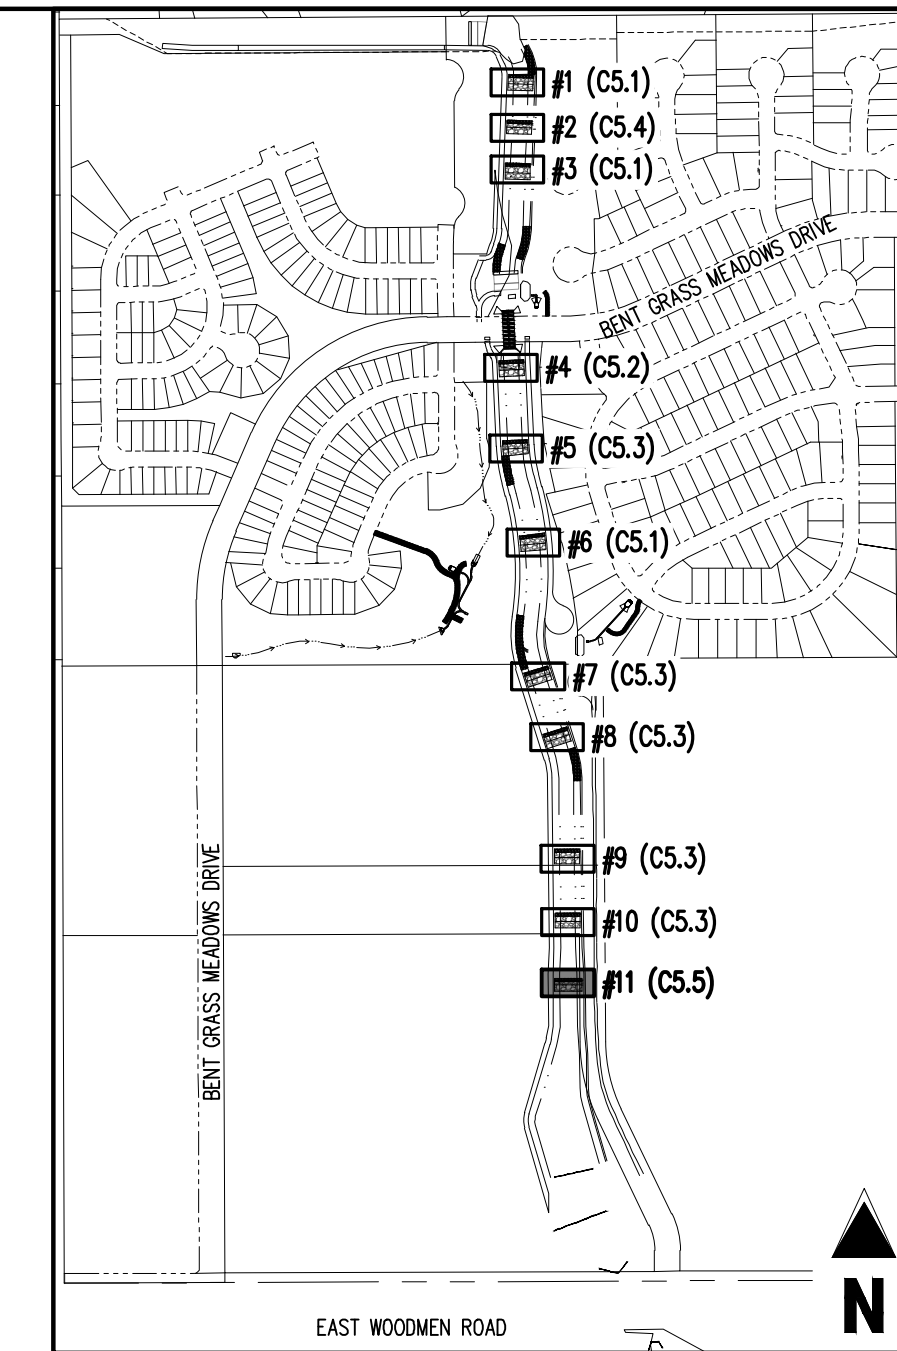 #1 (C5.1)
#2 (C5.4)
#3 (C5.1)
BENT GRASS MEADOWS DRIVE
#4 (C5.2)
#5 (C5.3)
#6 (C5.1)
#7 (C5.3)
#8 (C5.3)
#9 (C5.3)
#10 (C5.3)
#11 (C5.5)
BENT GRASS MEADOWS DRIVE
EAST WOODMEN ROAD
N